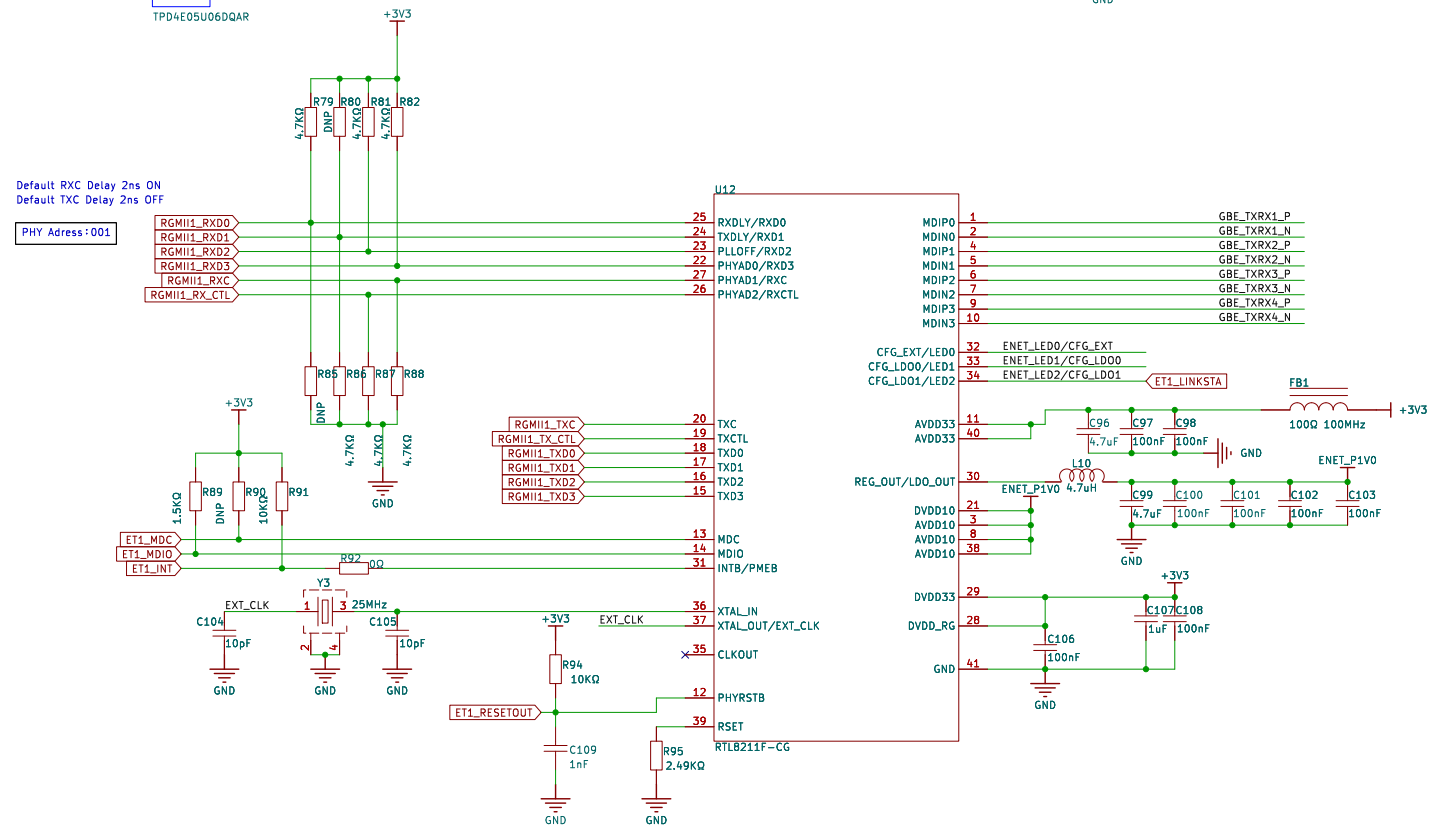 GND
TPD4E05U06DQAR
+3V3
R79 R80 R81 R82
4.7KΩ DNP 4.7KΩ 4.7KΩ
Default RXC Delay 2ns ON
Default TXC Delay 2ns OFF
PHY Adress:001
RGMII1_RXD0
RGMII1_RXD1
RGMII1_RXD2
RGMII1_RXD3
RGMII1_RXC
RGMII1_RX_CTL
R85 R86 R87 R88
DNP 4.7KΩ 4.7KΩ 4.7KΩ
GND
+3V3
R89 R90 R91
1.5KΩ DNP 10KΩ
ET1_MDC
ET1_MDIO
ET1_INT
R92 0Ω
RGMII1_TXC
RGMII1_TX_CTL
RGMII1_TXD0
RGMII1_TXD1
RGMII1_TXD2
RGMII1_TXD3
Y3
25MHz
1 3
2 4
EXT_CLK
C104
10pF
C105
10pF
GND GND GND
EXT_CLK
+3V3
R94
10KΩ
ET1_RESETOUT
C109
1nF
GND
R95
2.49KΩ
GND
U12
25 RXDLY/RXD0
24 TXDLY/RXD1
23 PLLOFF/RXD2
22 PHYAD0/RXD3
27 PHYAD1/RXC
26 PHYAD2/RXCTL
20 TXC
19 TXCTL
18 TXD0
17 TXD1
16 TXD2
15 TXD3
13 MDC
14 MDIO
31 INTB/PMEB
36 XTAL_IN
37 XTAL_OUT/EXT_CLK
35 CLKOUT
12 PHYRSTB
39 RSET
RTL8211F-CG
MDIP0 1 GBE_TXRX1_P
MDIN0 2 GBE_TXRX1_N
MDIP1 4 GBE_TXRX2_P
MDIN1 5 GBE_TXRX2_N
MDIP2 6 GBE_TXRX3_P
MDIN2 7 GBE_TXRX3_N
MDIP3 9 GBE_TXRX4_P
MDIN3 10 GBE_TXRX4_N
CFG_EXT/LED0 32 ENET_LED0/CFG_EXT
CFG_LDO0/LED1 33 ENET_LED1/CFG_LDO0
CFG_LDO1/LED2 34 ENET_LED2/CFG_LDO1
ET1_LINKSTA
AVDD33 11
AVDD33 40
REG_OUT/LDO_OUT 30
DVDD10 21
AVDD10 3
AVDD10 8
AVDD10 38
DVDD33 29
DVDD_RG 28
GND 41
FB1
100Ω 100MHz
+3V3
C96 C97 C98
4.7uF 100nF 100nF
GND
L10
4.7uH
ENET_P1V0
ENET_P1V0
C99 C100 C101 C102 C103
4.7uF 100nF 100nF 100nF 100nF
GND
+3V3
C107 C108
1uF 100nF
C106
100nF
GND